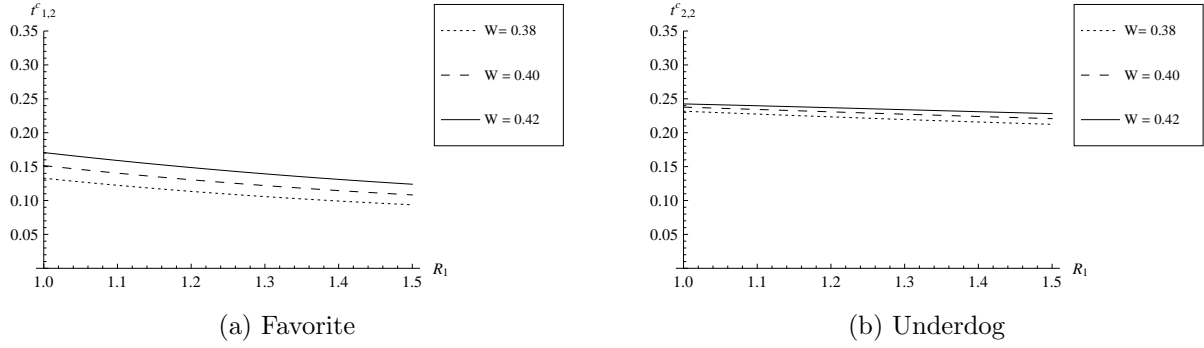 t^c_{1,2}
0.35
0.30
0.25
0.20
0.15
0.10
0.05
1.0 1.1 1.2 1.3 1.4 1.5
R_1
W= 0.38
W = 0.40
W = 0.42
(a) Favorite
t^c_{2,2}
0.35
0.30
0.25
0.20
0.15
0.10
0.05
1.0 1.1 1.2 1.3 1.4 1.5
R_1
W= 0.38
W = 0.40
W = 0.42
(b) Underdog